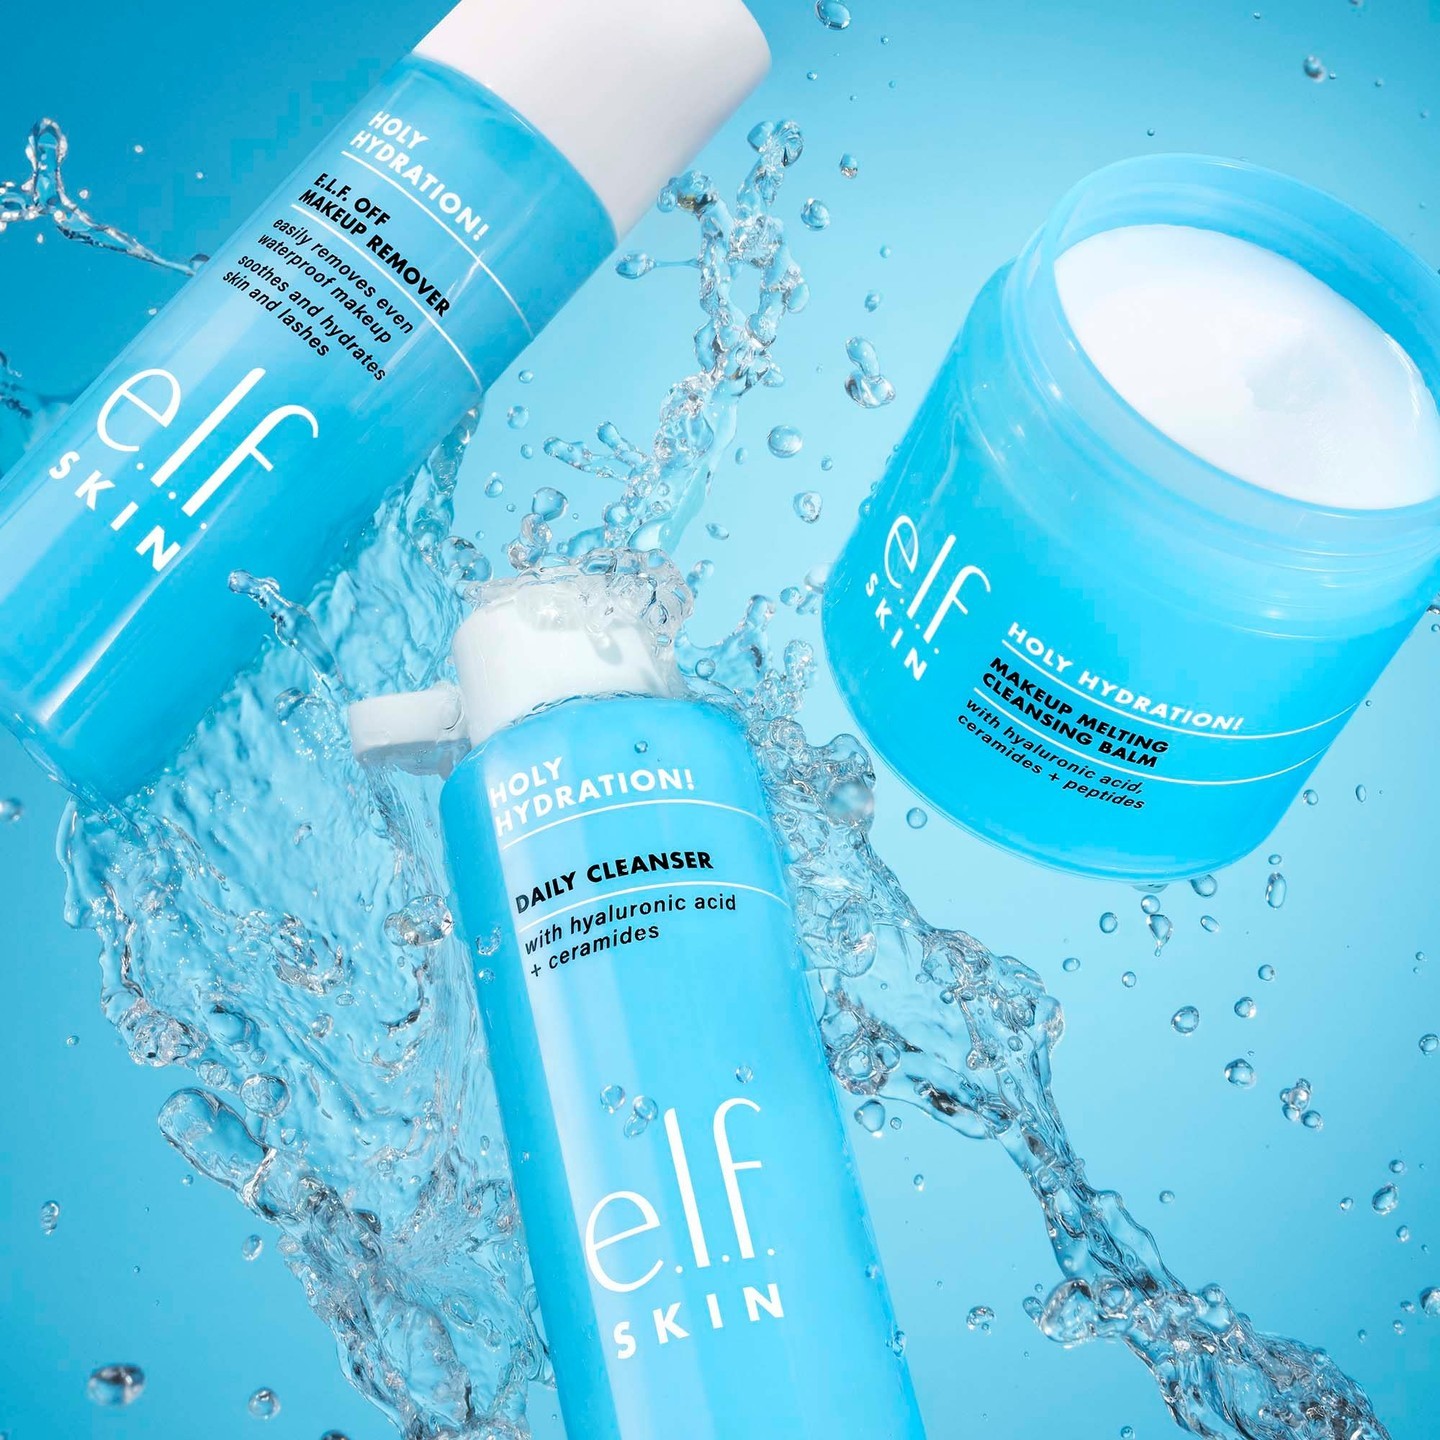 HOLY
HYDRATION!
E.L.F. OFF
MAKEUP REMOVER
easily removes even
waterproof makeup
soothes and hydrates
skin and lashes
e.l.f.
SKIN
e.l.f.
SKIN
HOLY HYDRATION!
MAKEUP MELTING
CLEANSING BALM
with hyaluronic acid,
ceramides + peptides
HOLY
HYDRATION!
DAILY CLEANSER
with hyaluronic acid
+ ceramides
e.l.f.
SKIN